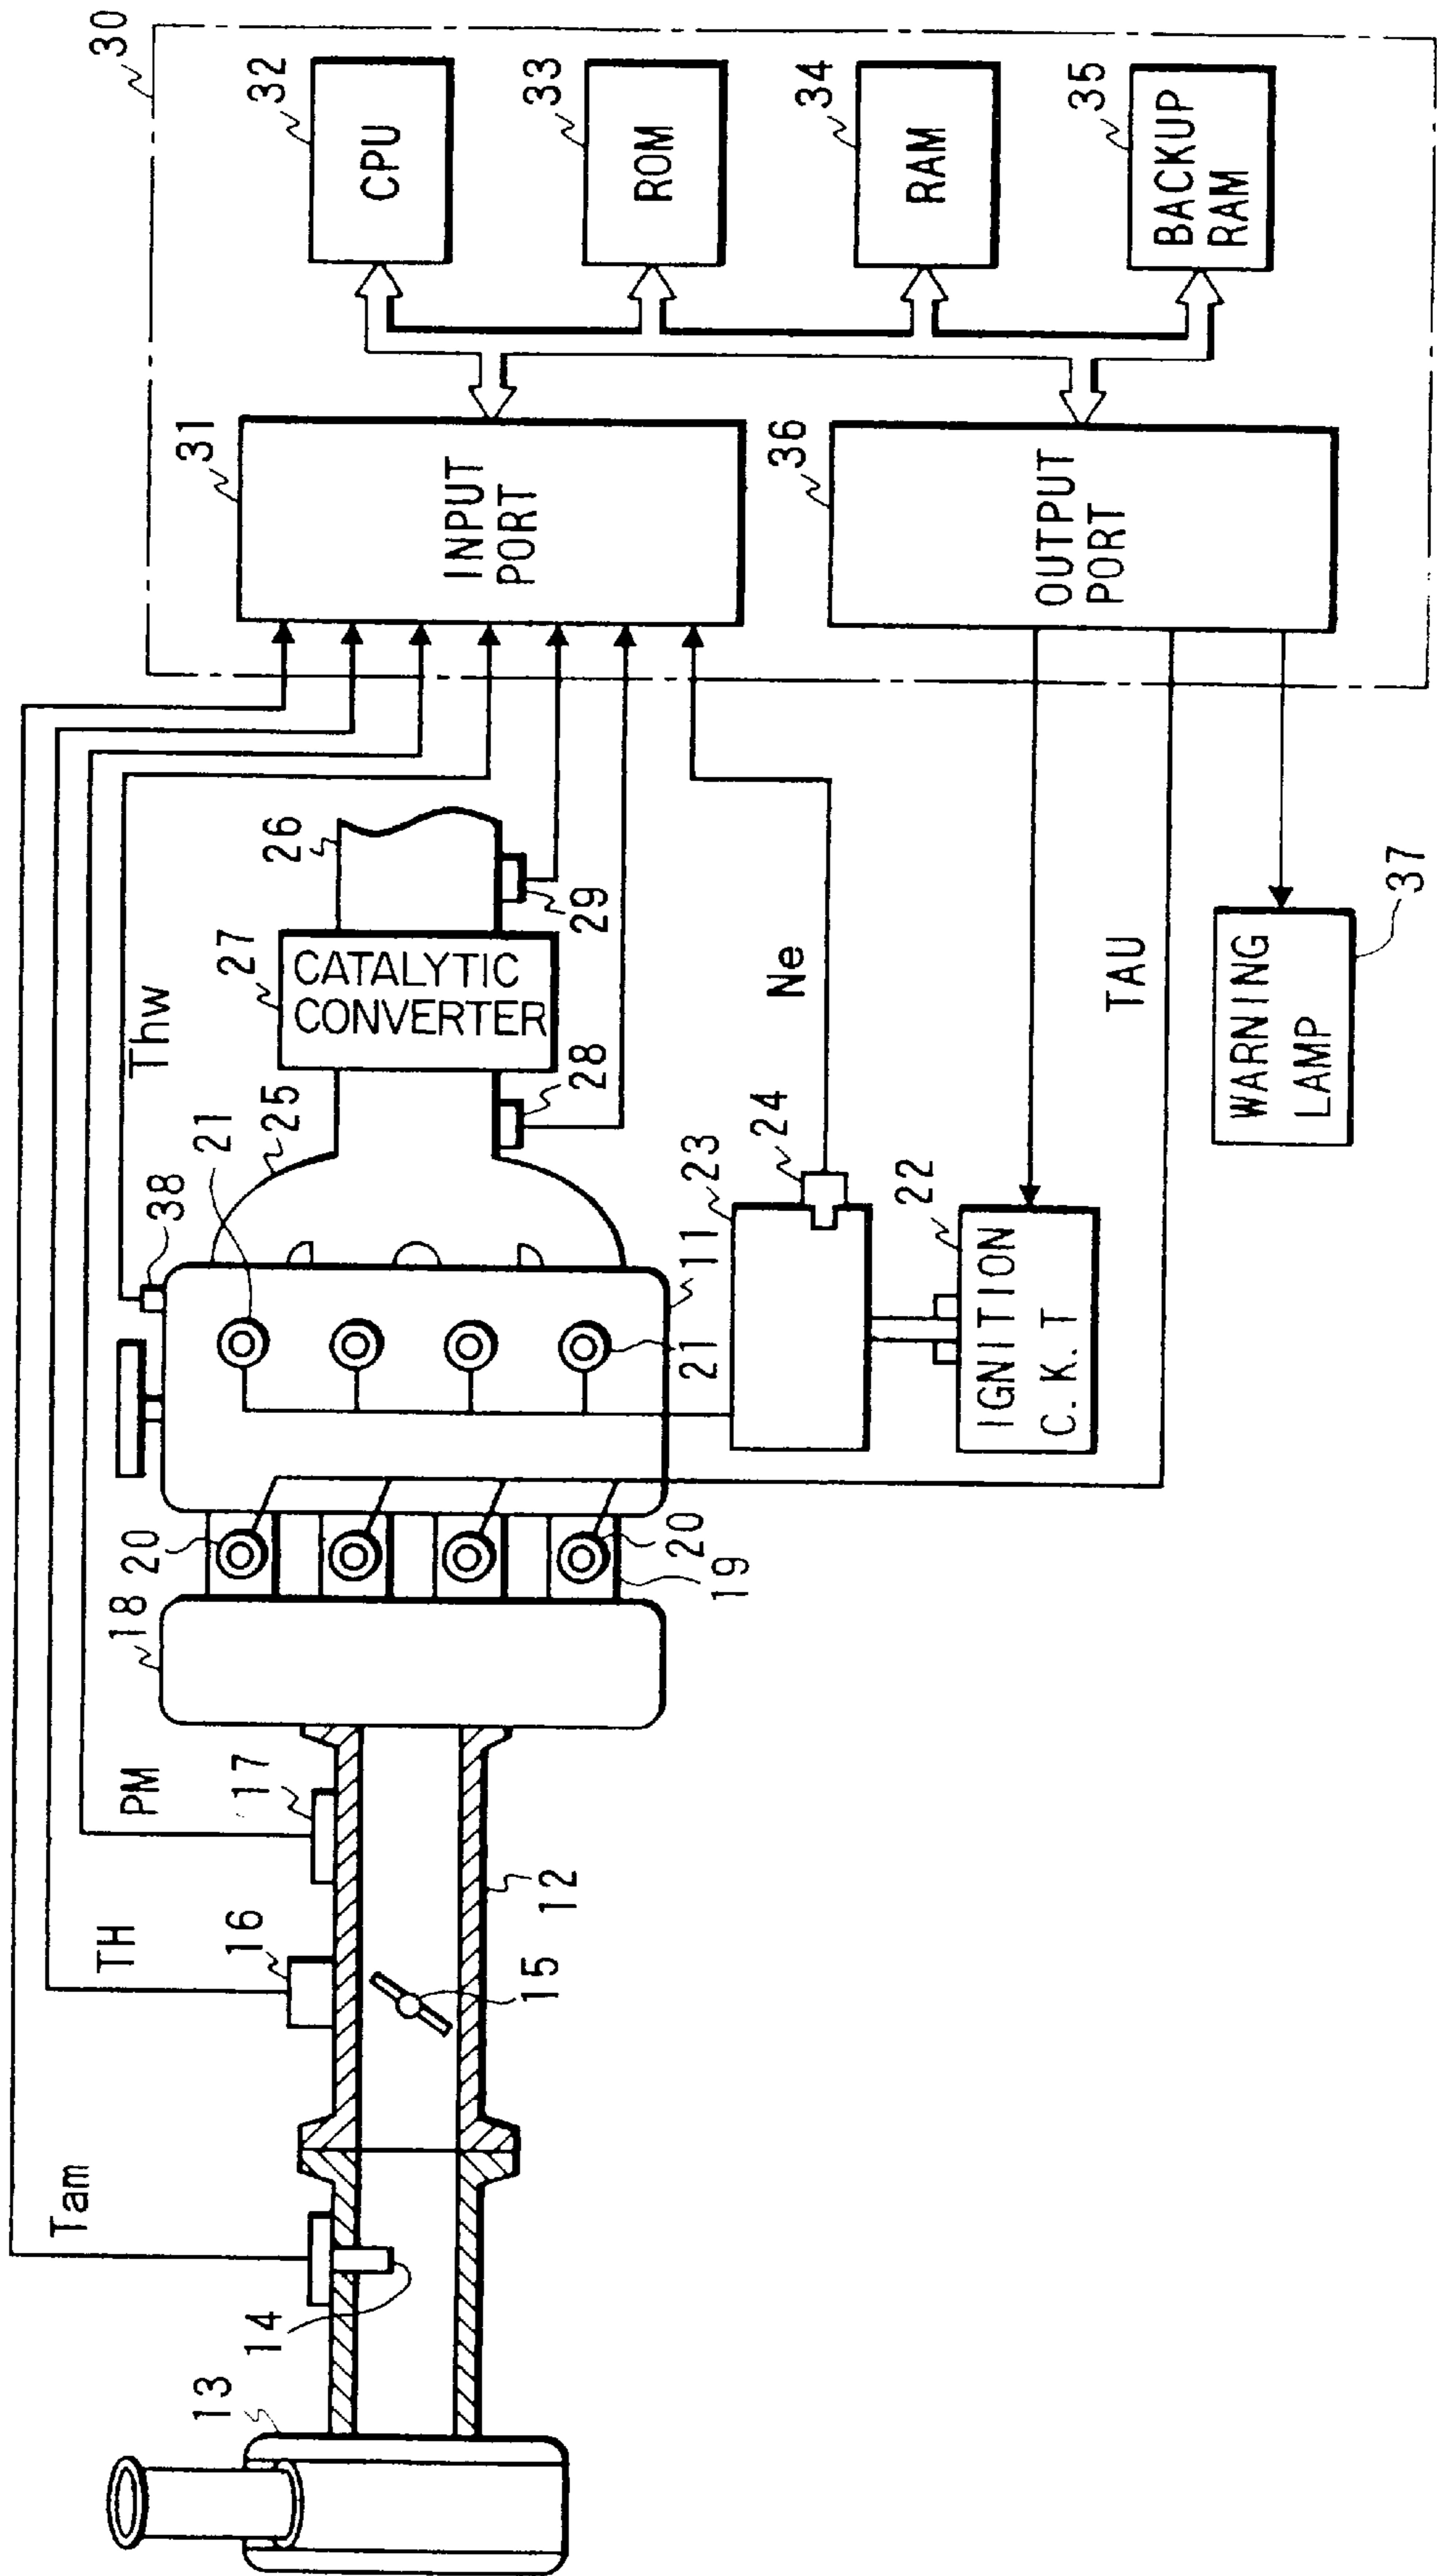 30
32
CPU
33
ROM
34
RAM
35
BACKUP
RAM
31
INPUT
PORT
36
OUTPUT
PORT
26
29
27
CATALYTIC
CONVERTER
28
Thw
25
21
38
Ne
24
23
11
21
22
IGNITION
C.K.T
TAU
WARNING
LAMP
37
20
20
19
18
PM
17
12
TH
16
15
Tam
14
13